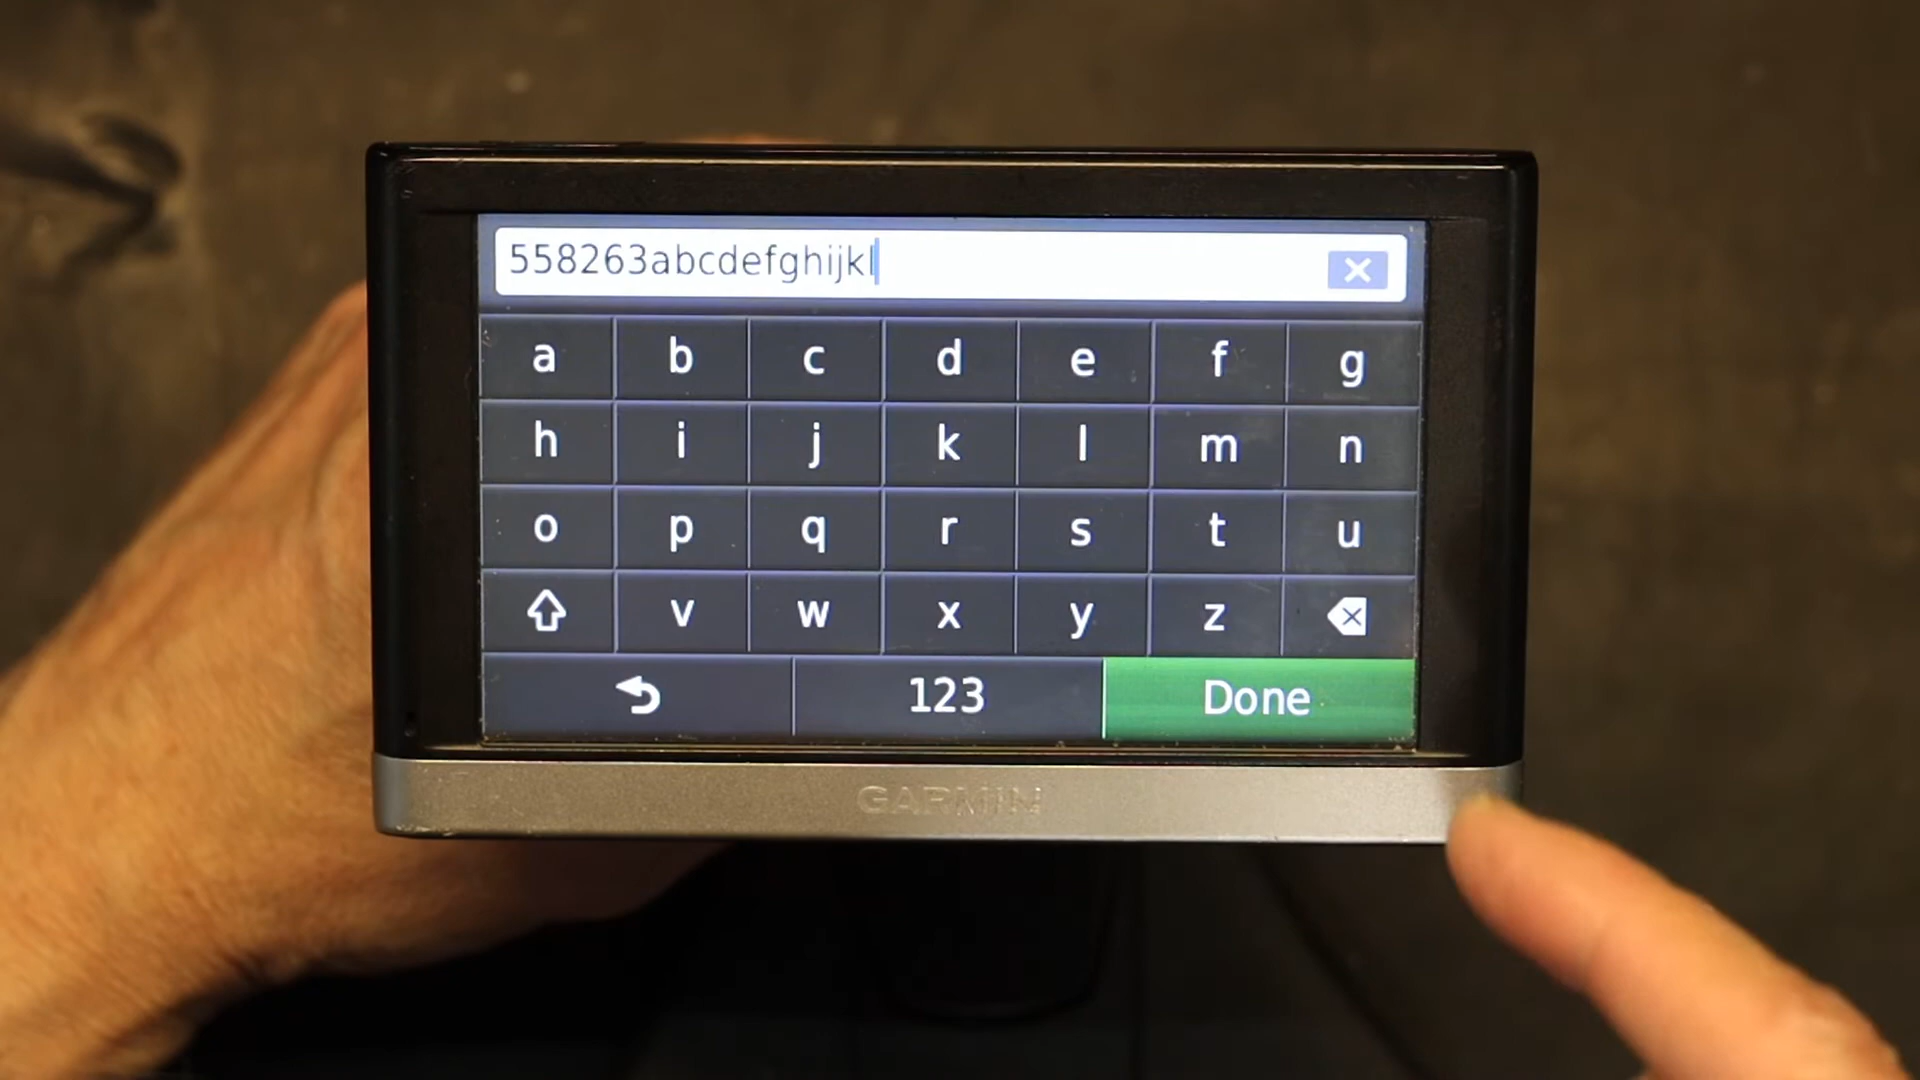 558263abcdefghijkl
a b c d e f g
h i j k l m n
o p q r s t u
v w x y z
123 Done
GARMIN